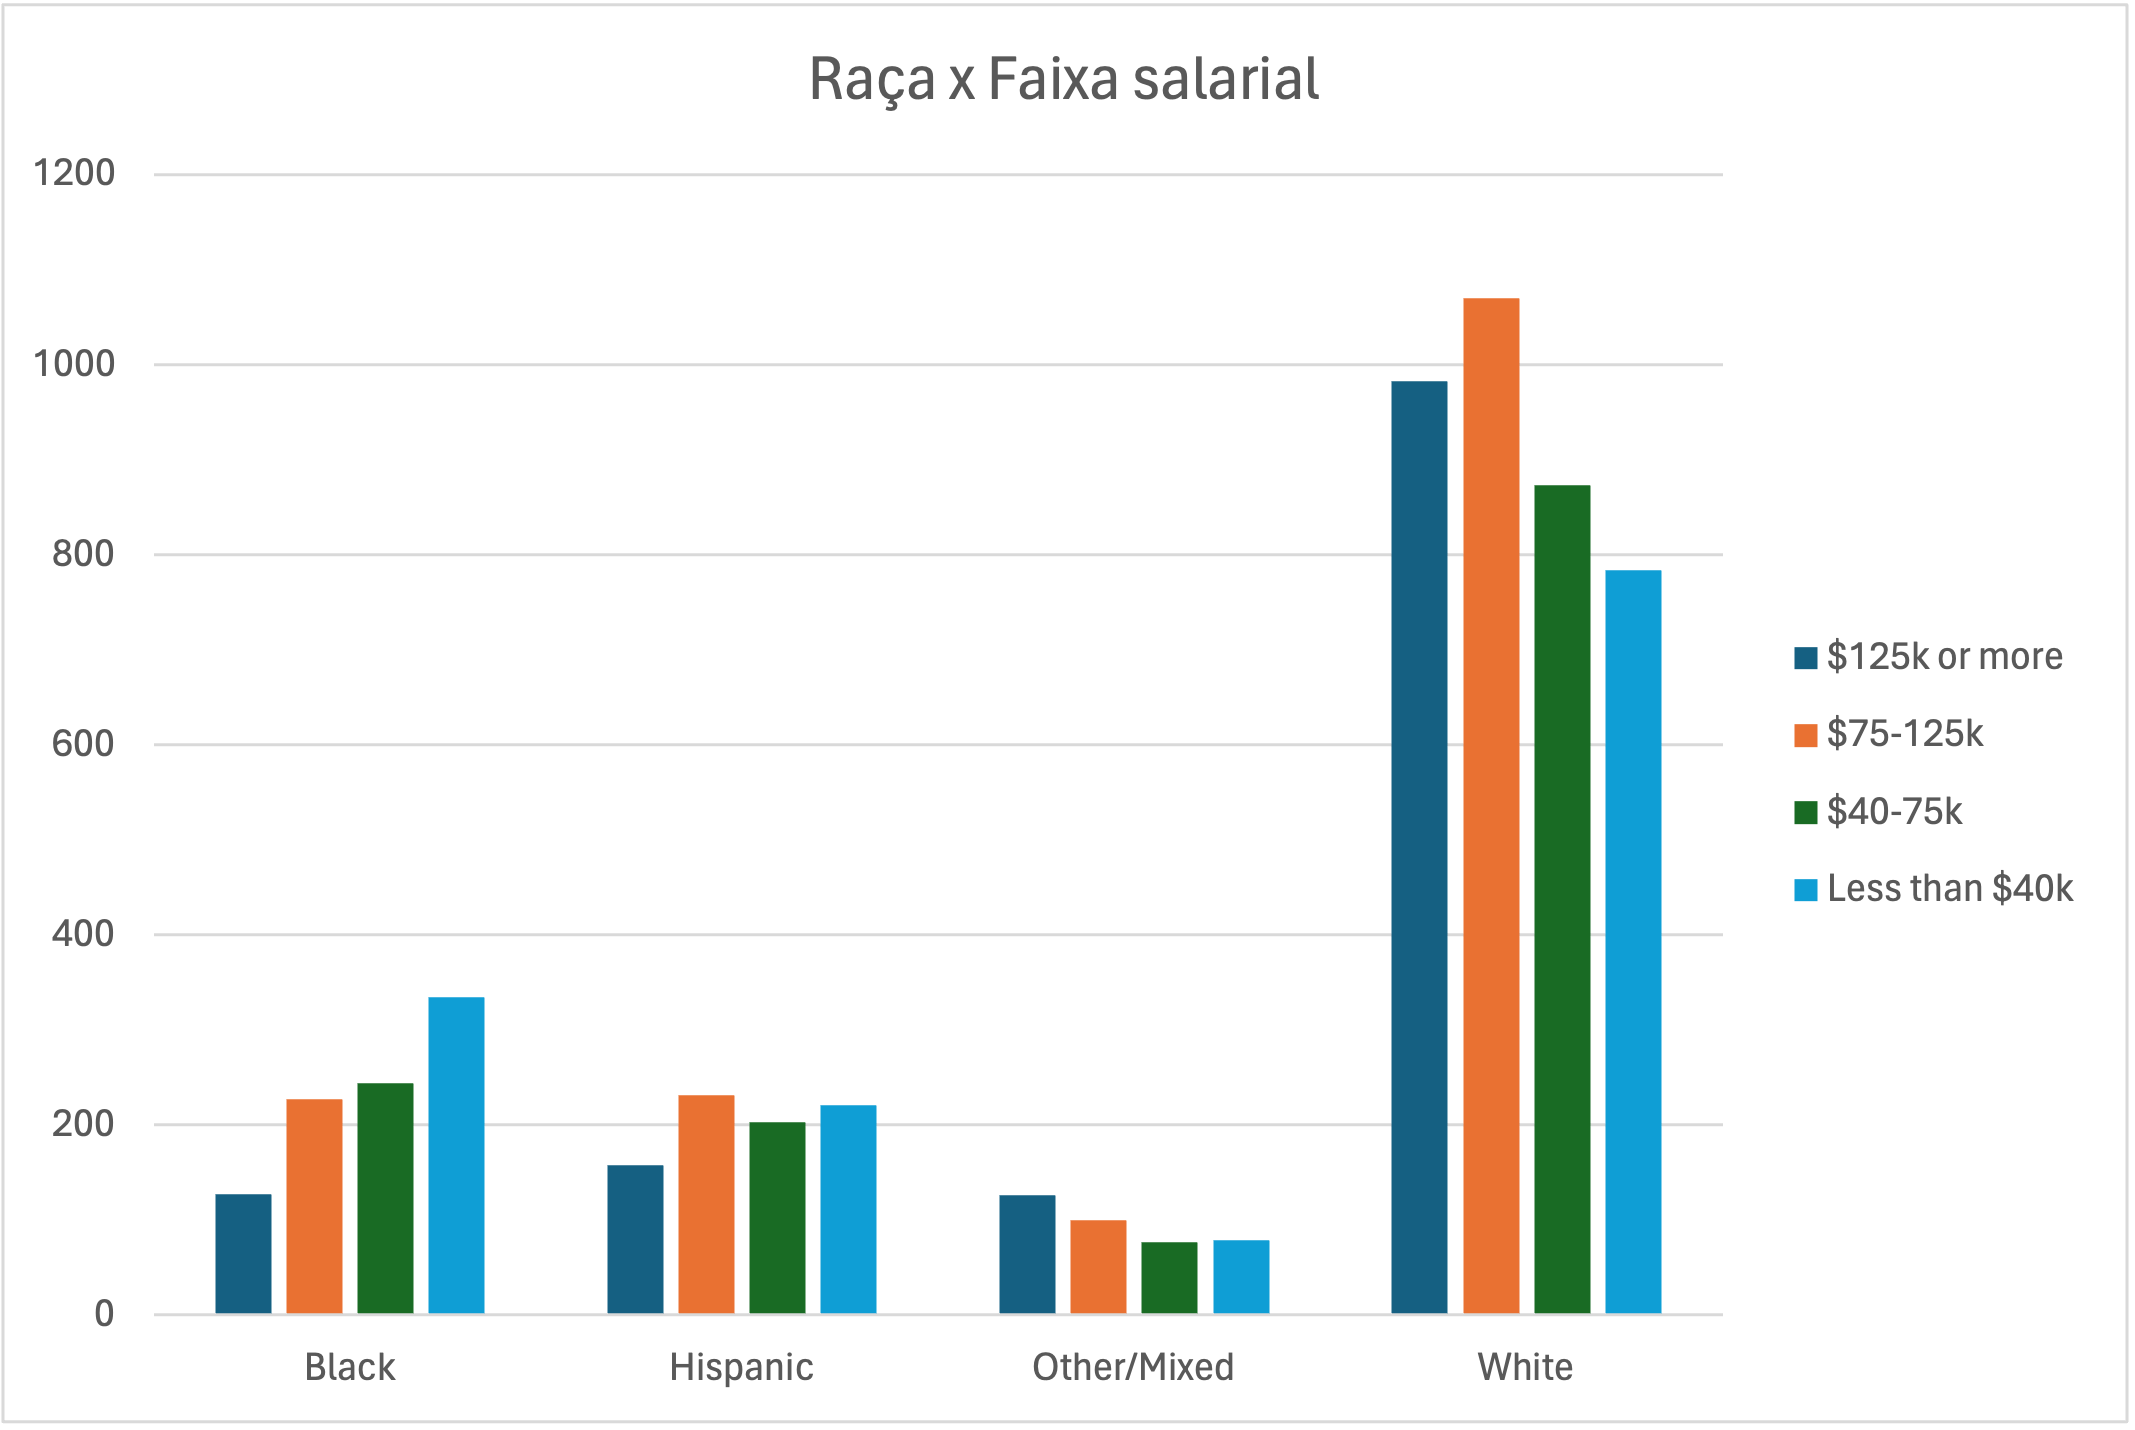 Raça x Faixa salarial
1200
1000
800
600
400
200
0
Black
Hispanic
Other/Mixed
White
$125k or more
$75-125k
$40-75k
Less than $40k